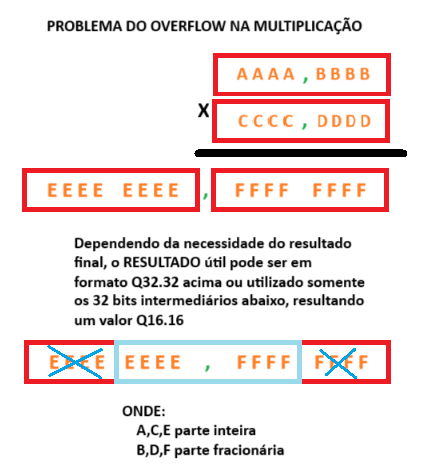 PROBLEMA DO OVERFLOW NA MULTIPLICAÇÃO
AAAA , BBBB
X
CCCC , DDDD
EEEE EEEE , FFFF FFFF
Dependendo da necessidade do resultado
final, o RESULTADO útil pode ser em
formato Q32.32 acima ou utilizado somente
os 32 bits intermediários abaixo, resultando
um valor Q16.16
EEEE EEEE , FFFF FFFF
ONDE:
A,C,E parte inteira
B,D,F parte fracionária